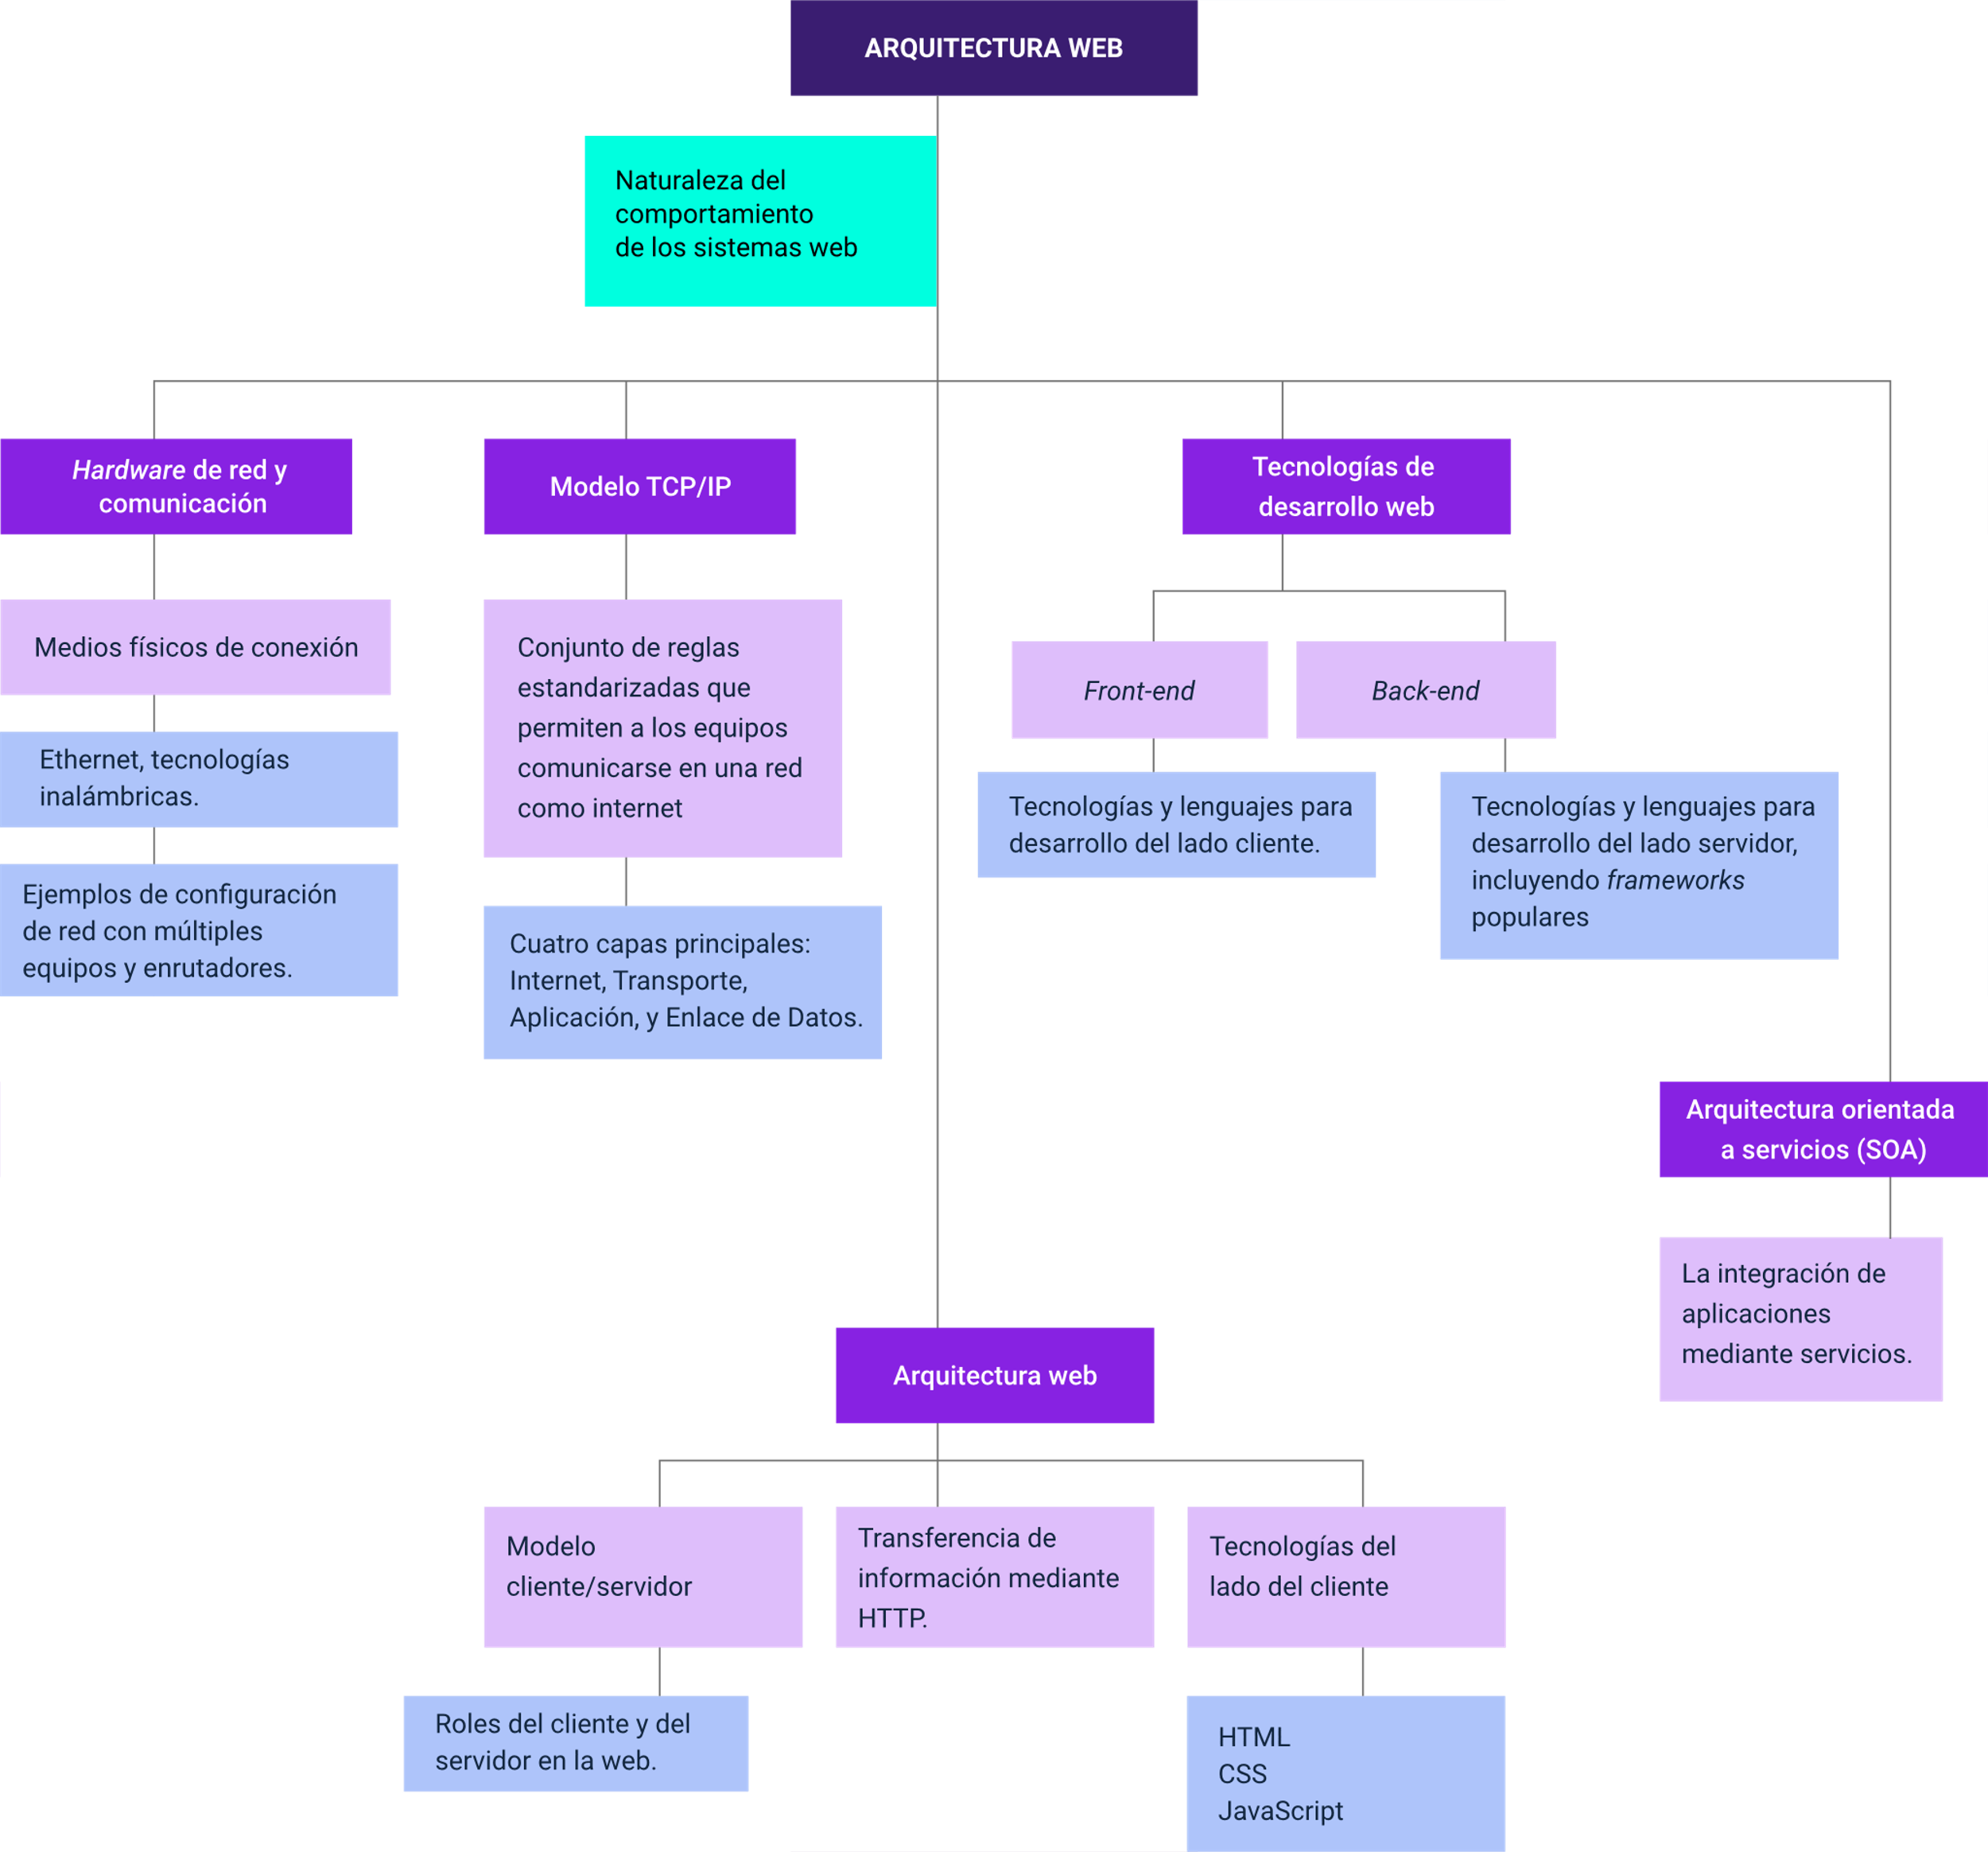 ARQUITECTURA WEB
Naturaleza del
comportamiento
de los sistemas web
Hardware de red y
comunicación
Medios físicos de conexión
Ethernet, tecnologías
inalámbricas.
Ejemplos de configuración
de red con múltiples
equipos y enrutadores.
Modelo TCP/IP
Conjunto de reglas
estandarizadas que
permiten a los equipos
comunicarse en una red
como internet
Cuatro capas principales:
Internet, Transporte,
Aplicación, y Enlace de Datos.
Tecnologías de
desarrollo web
Front-end
Tecnologías y lenguajes para
desarrollo del lado cliente.
Back-end
Tecnologías y lenguajes para
desarrollo del lado servidor,
incluyendo frameworks
populares
Arquitectura orientada
a servicios (SOA)
La integración de
aplicaciones
mediante servicios.
Arquitectura web
Modelo
cliente/servidor
Roles del cliente y del
servidor en la web.
Transferencia de
información mediante
HTTP.
Tecnologías del
lado del cliente
HTML
CSS
JavaScript